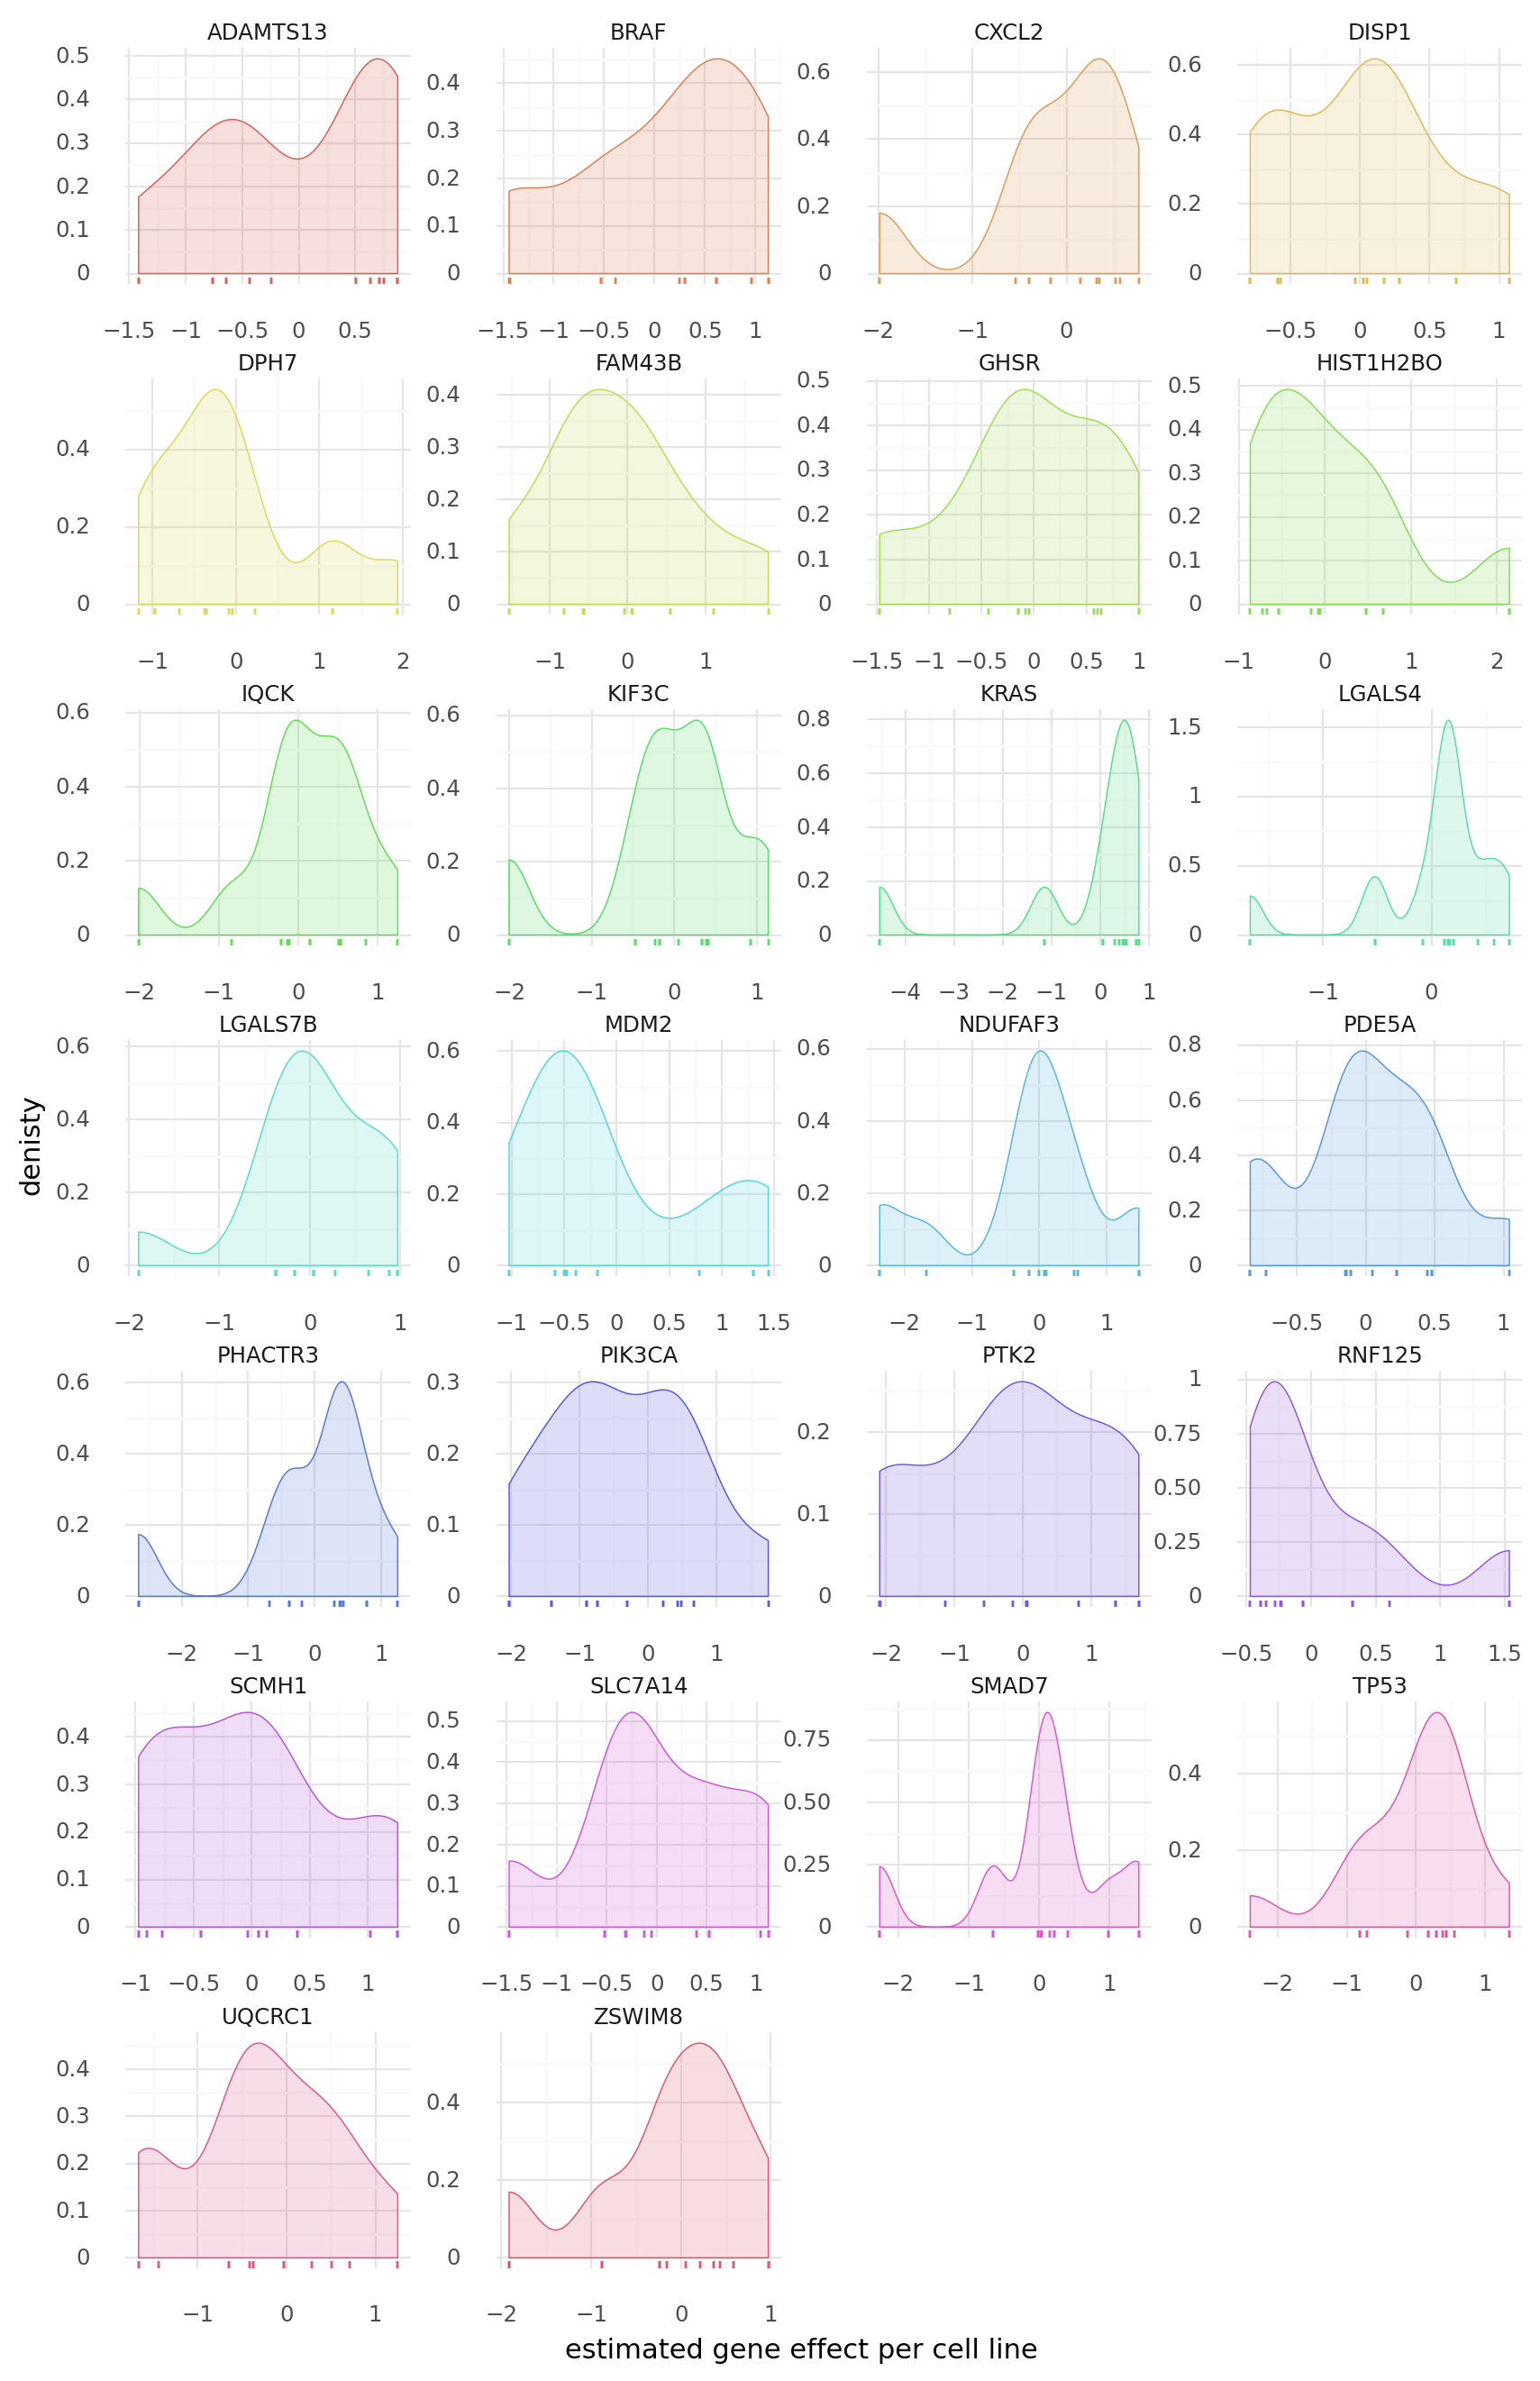 ADAMTS13 BRAF CXCL2 DISP1
0.5 0.4 0.3 0.2 0.1 0
0.4 0.3 0.2 0.1 0
0.6 0.4 0.2 0
0.6 0.4 0.2 0
−1.5 −1 −0.5 0 0.5
−1.5 −1 −0.5 0 0.5 1
−2 −1 0
−0.5 0 0.5 1
DPH7 FAM43B GHSR HIST1H2BO
0.4 0.2 0
0.4 0.3 0.2 0.1 0
0.5 0.4 0.3 0.2 0.1 0
0.5 0.4 0.3 0.2 0.1 0
−1 0 1 2
−1 0 1
−1.5 −1 −0.5 0 0.5 1
−1 0 1 2
IQCK KIF3C KRAS LGALS4
0.6 0.4 0.2 0
0.6 0.4 0.2 0
0.8 0.6 0.4 0.2 0
1.5 1 0.5 0
−2 −1 0 1
−2 −1 0 1
−4 −3 −2 −1 0 1
−1 0
LGALS7B MDM2 NDUFAF3 PDE5A
0.6 0.4 0.2 0
0.6 0.4 0.2 0
0.6 0.4 0.2 0
0.8 0.6 0.4 0.2 0
−2 −1 0 1
−1 −0.5 0 0.5 1 1.5
−2 −1 0 1
−0.5 0 0.5 1
denisty
PHACTR3 PIK3CA PTK2 RNF125
0.6 0.4 0.2 0
0.3 0.2 0.1 0
0.2 0.1 0
1 0.75 0.50 0.25 0
−2 −1 0 1
−2 −1 0 1
−2 −1 0 1
−0.5 0 0.5 1 1.5
SCMH1 SLC7A14 SMAD7 TP53
0.4 0.3 0.2 0.1 0
0.5 0.4 0.3 0.2 0.1 0
0.75 0.50 0.25 0
0.4 0.2 0
−1 −0.5 0 0.5 1
−1.5 −1 −0.5 0 0.5 1
−2 −1 0 1
−2 −1 0 1
UQCRC1 ZSWIM8
0.4 0.3 0.2 0.1 0
0.4 0.2 0
−1 0 1
−2 −1 0 1
estimated gene effect per cell line